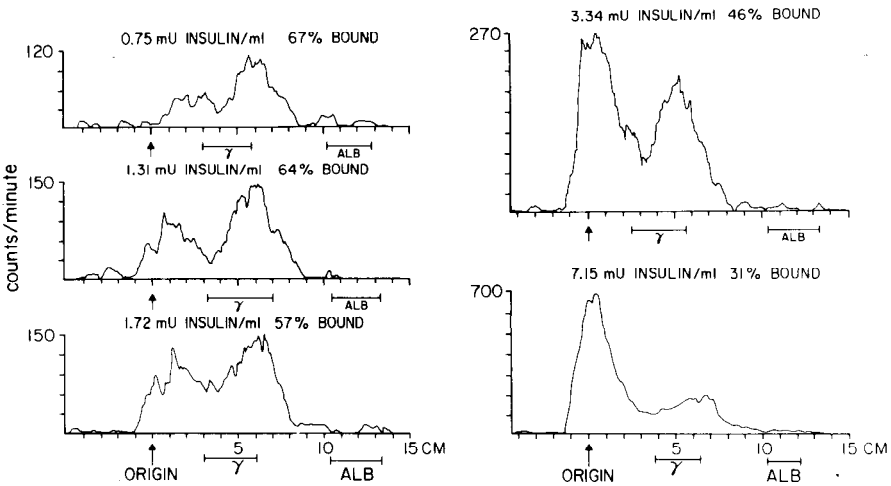 0.75 mU INSULIN/ml 67% BOUND
120
γ
ALB
1.31 mU INSULIN/ml 64% BOUND
150
γ
ALB
1.72 mU INSULIN/ml 57% BOUND
150
5
10
15 CM
ORIGIN
γ
ALB
counts/minute
3.34 mU INSULIN/ml 46% BOUND
270
γ
ALB
7.15 mU INSULIN/ml 31% BOUND
700
5
10
15 CM
ORIGIN
γ
ALB